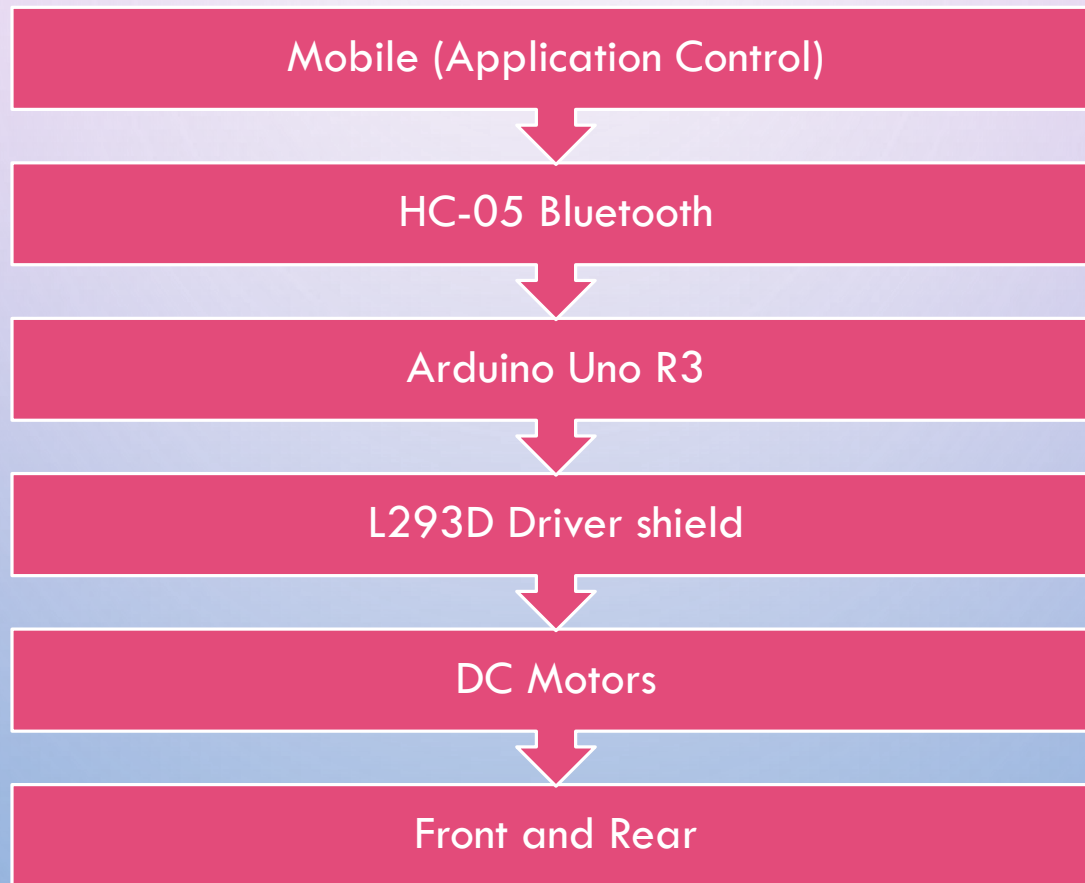 Mobile (Application Control)
HC-05 Bluetooth
Arduino Uno R3
L293D Driver shield
DC Motors
Front and Rear